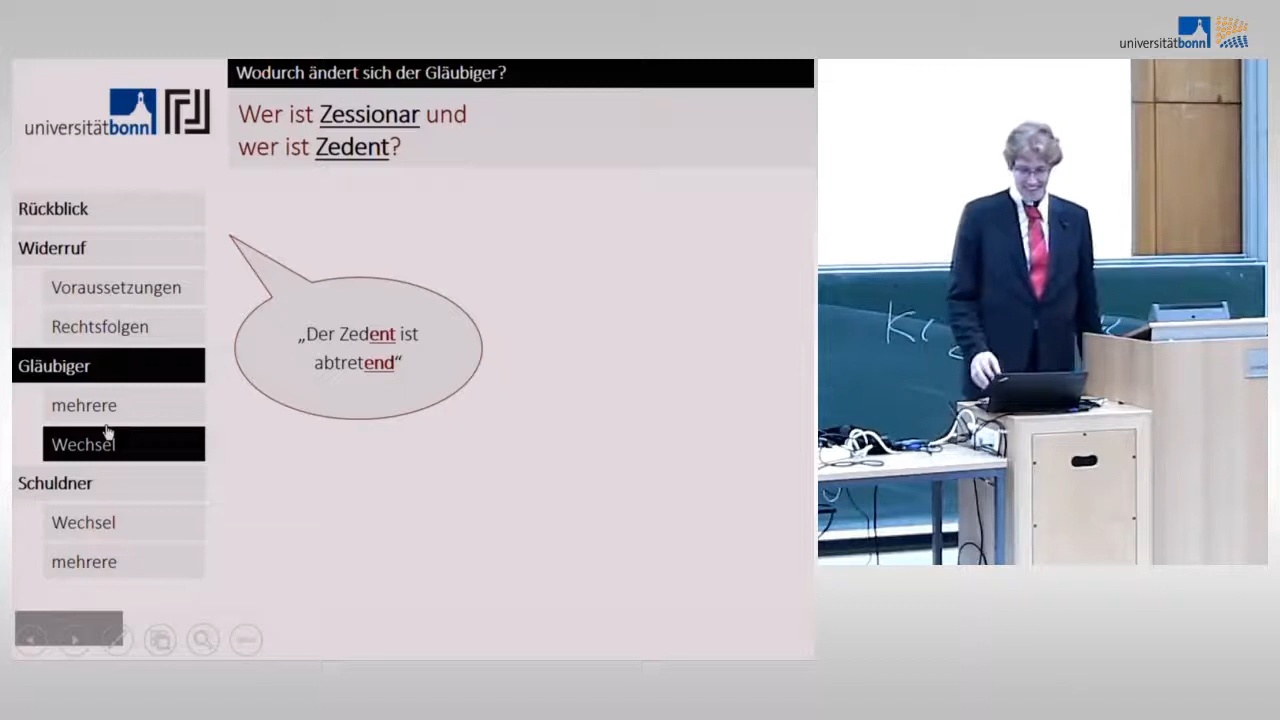 universitätbonn
Wodurch ändert sich der Gläubiger?
universitätbonn
Wer ist Zessionar und
wer ist Zedent?
Rückblick
Widerruf
Voraussetzungen
Rechtsfolgen
Gläubiger
mehrere
Wechsel
Schuldner
Wechsel
mehrere
„Der Zedent ist
abtretend“